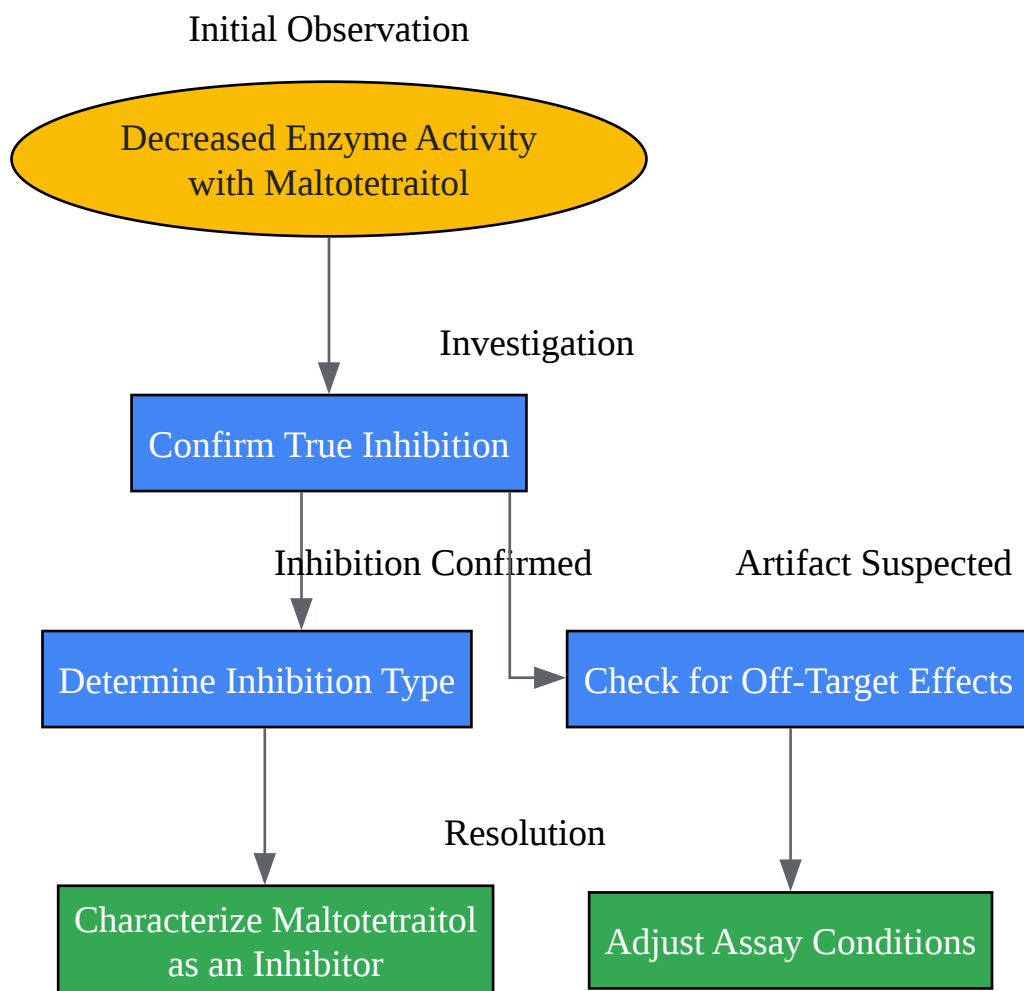 Initial Observation
Decreased Enzyme Activity
with Maltotetraitol
Investigation
Confirm True Inhibition
Inhibition Confirmed
Artifact Suspected
Determine Inhibition Type
Check for Off-Target Effects
Resolution
Characterize Maltotetraitol
as an Inhibitor
Adjust Assay Conditions